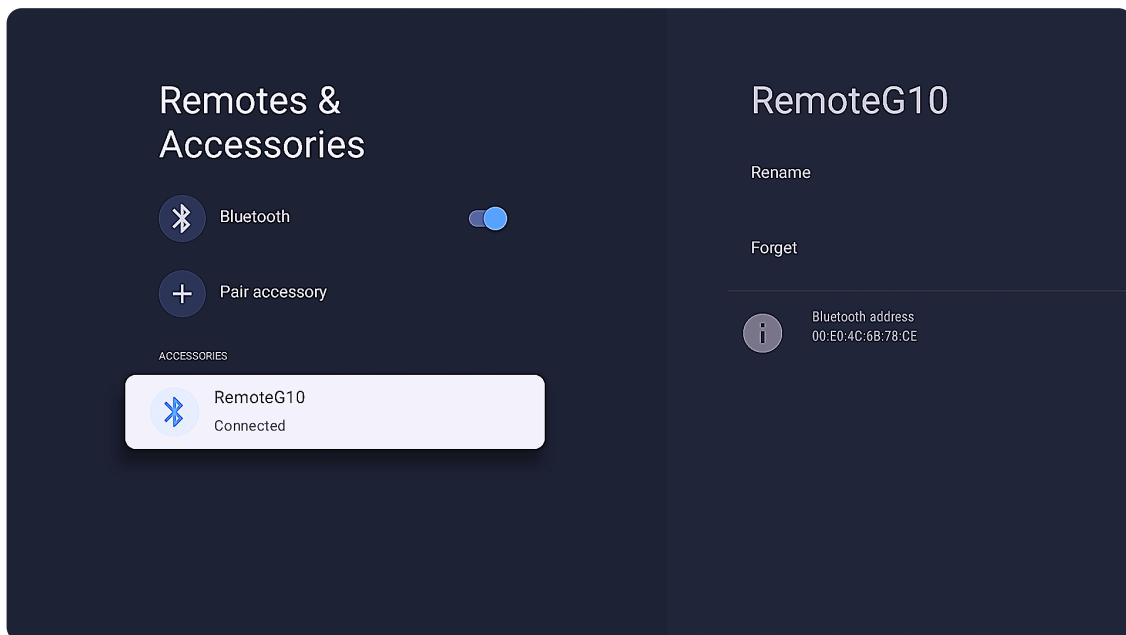 Remotes &
Accessories
Bluetooth
Pair accessory
ACCESSORIES
RemoteG10
Connected
RemoteG10
Rename
Forget
Bluetooth address
00:E0:4C:6B:78:CE